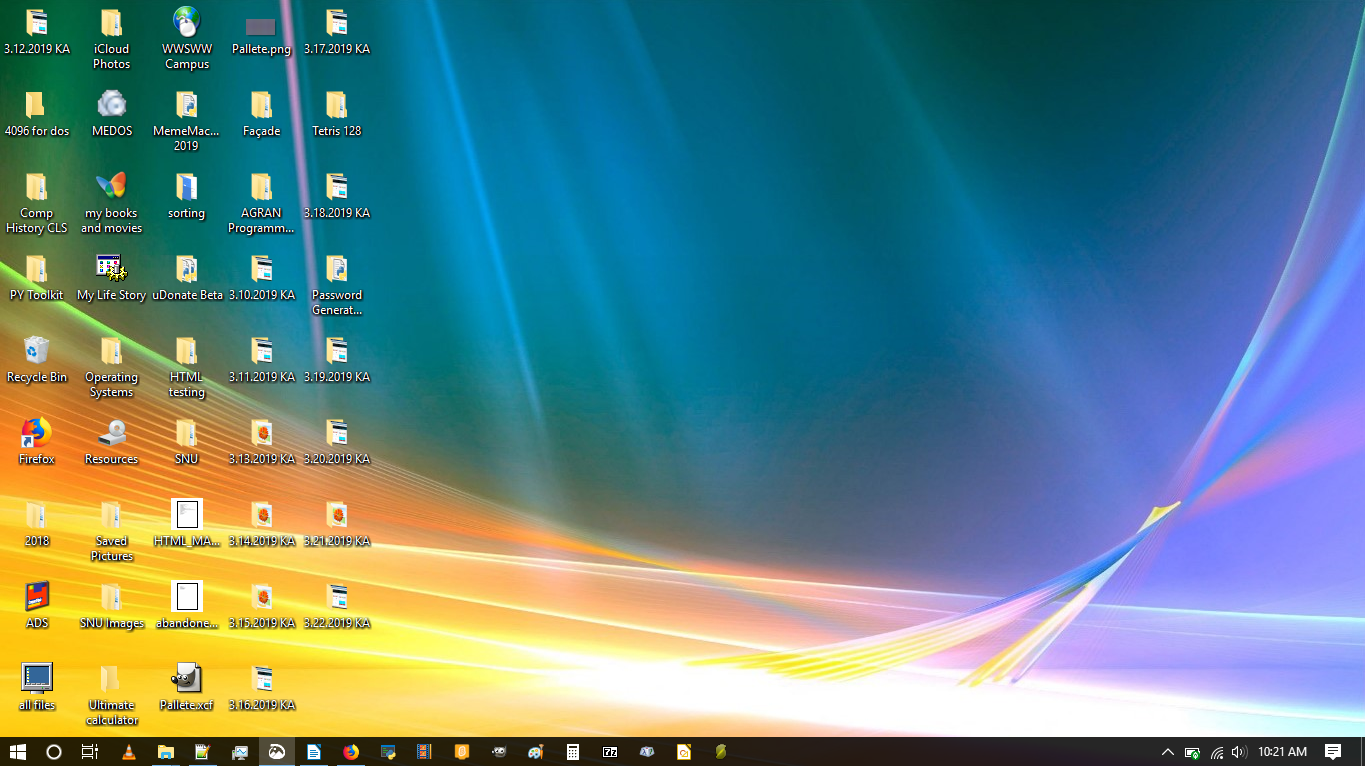 3.12.2019 KA
iCloud
Photos
WWSWW
Campus
Pallete.png
3.17.2019 KA
4096 for dos
MEDOS
MemeMac...
2019
Façade
Tetris 128
Comp
History CLS
my books
and movies
sorting
AGRAN
Programm...
3.18.2019 KA
PY Toolkit
My Life Story
uDonate Beta
3.10.2019 KA
Password
Generat...
Recycle Bin
Operating
Systems
HTML
testing
3.11.2019 KA
3.19.2019 KA
Firefox
Resources
SNU
3.13.2019 KA
3.20.2019 KA
2018
Saved
Pictures
HTML_MA...
3.14.2019 KA
3.21.2019 KA
ADS
SNU Images
abandone...
3.15.2019 KA
3.22.2019 KA
all files
Ultimate
calculator
Pallete.xcf
3.16.2019 KA
7z
10:21 AM